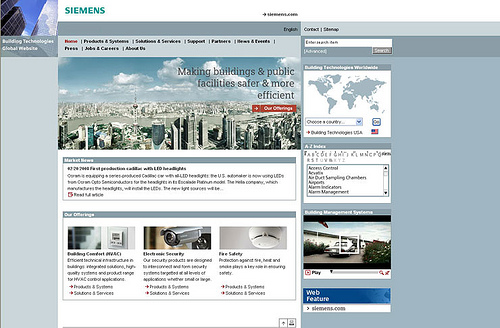 SIEMENS
siemens.com
Building Technologies
Global Website
English
Contact | Sitemap
Home | Products & Systems | Solutions & Services | Support | Partners | News & Events |
Press | Jobs & Careers | About Us
Enter search item
(Advanced)
Search
Making buildings & public
facilities safer & more
efficient
Our Offerings
Building Technologies Worldwide
Choose a country...
Go
Building Technologies USA
Market News
02/20/2008 First production cadillac with LED headlights
Osram is equipping a series-produced Cadillac car with all-LED headlights: the U.S. automaker is now using LEDs
from Osram Opto Semiconductors for the headlights in its Escalade Platinum model. The Hella company, which
manufactures the headlights, will install the LEDs. The new light sources will be...
Read full article
A-Z Index
Access Control
Acvatix
Air Duct Sampling Chambers
Airports
Alarm Indicators
Alarm Management
Our Offerings
Building Comfort (HVAC)
Efficient technical infrastructure in
buildings: integrated solutions, high-
quality systems and product range
for HVAC control applications.
Products & Systems
Solutions & Services
Electronic Security
Our security products are designed
to interconnect and form security
systems targetted at all levels of
applications whether small or large.
Products & Systems
Solutions & Services
Fire Safety
Protection against fire, heat and
smoke plays a key role in ensuring
safety.
Products & Systems
Solutions & Services
Building Management Systems
Play
Web
Feature
siemens.com